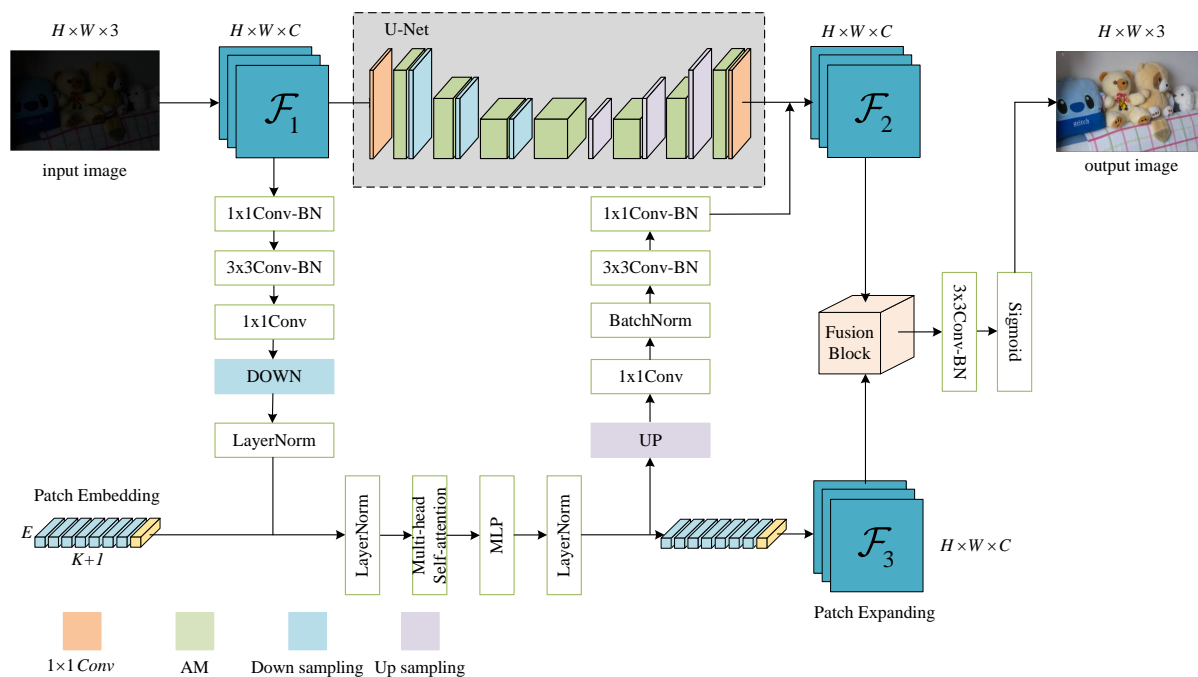 U-Net
H×W×3
H×W×C
H×W×C
H×W×3
F1
F2
stitch
input image
output image
1x1Conv-BN
3x3Conv-BN
1x1Conv
DOWN
LayerNorm
1x1Conv-BN
3x3Conv-BN
BatchNorm
1x1Conv
UP
Fusion
Block
3x3Conv-BN
Sigmoid
Patch Embedding
E
K+1
LayerNorm
Multi-head
Self-attention
MLP
LayerNorm
F3
H×W×C
Patch Expanding
1×1 Conv
AM
Down sampling
Up sampling